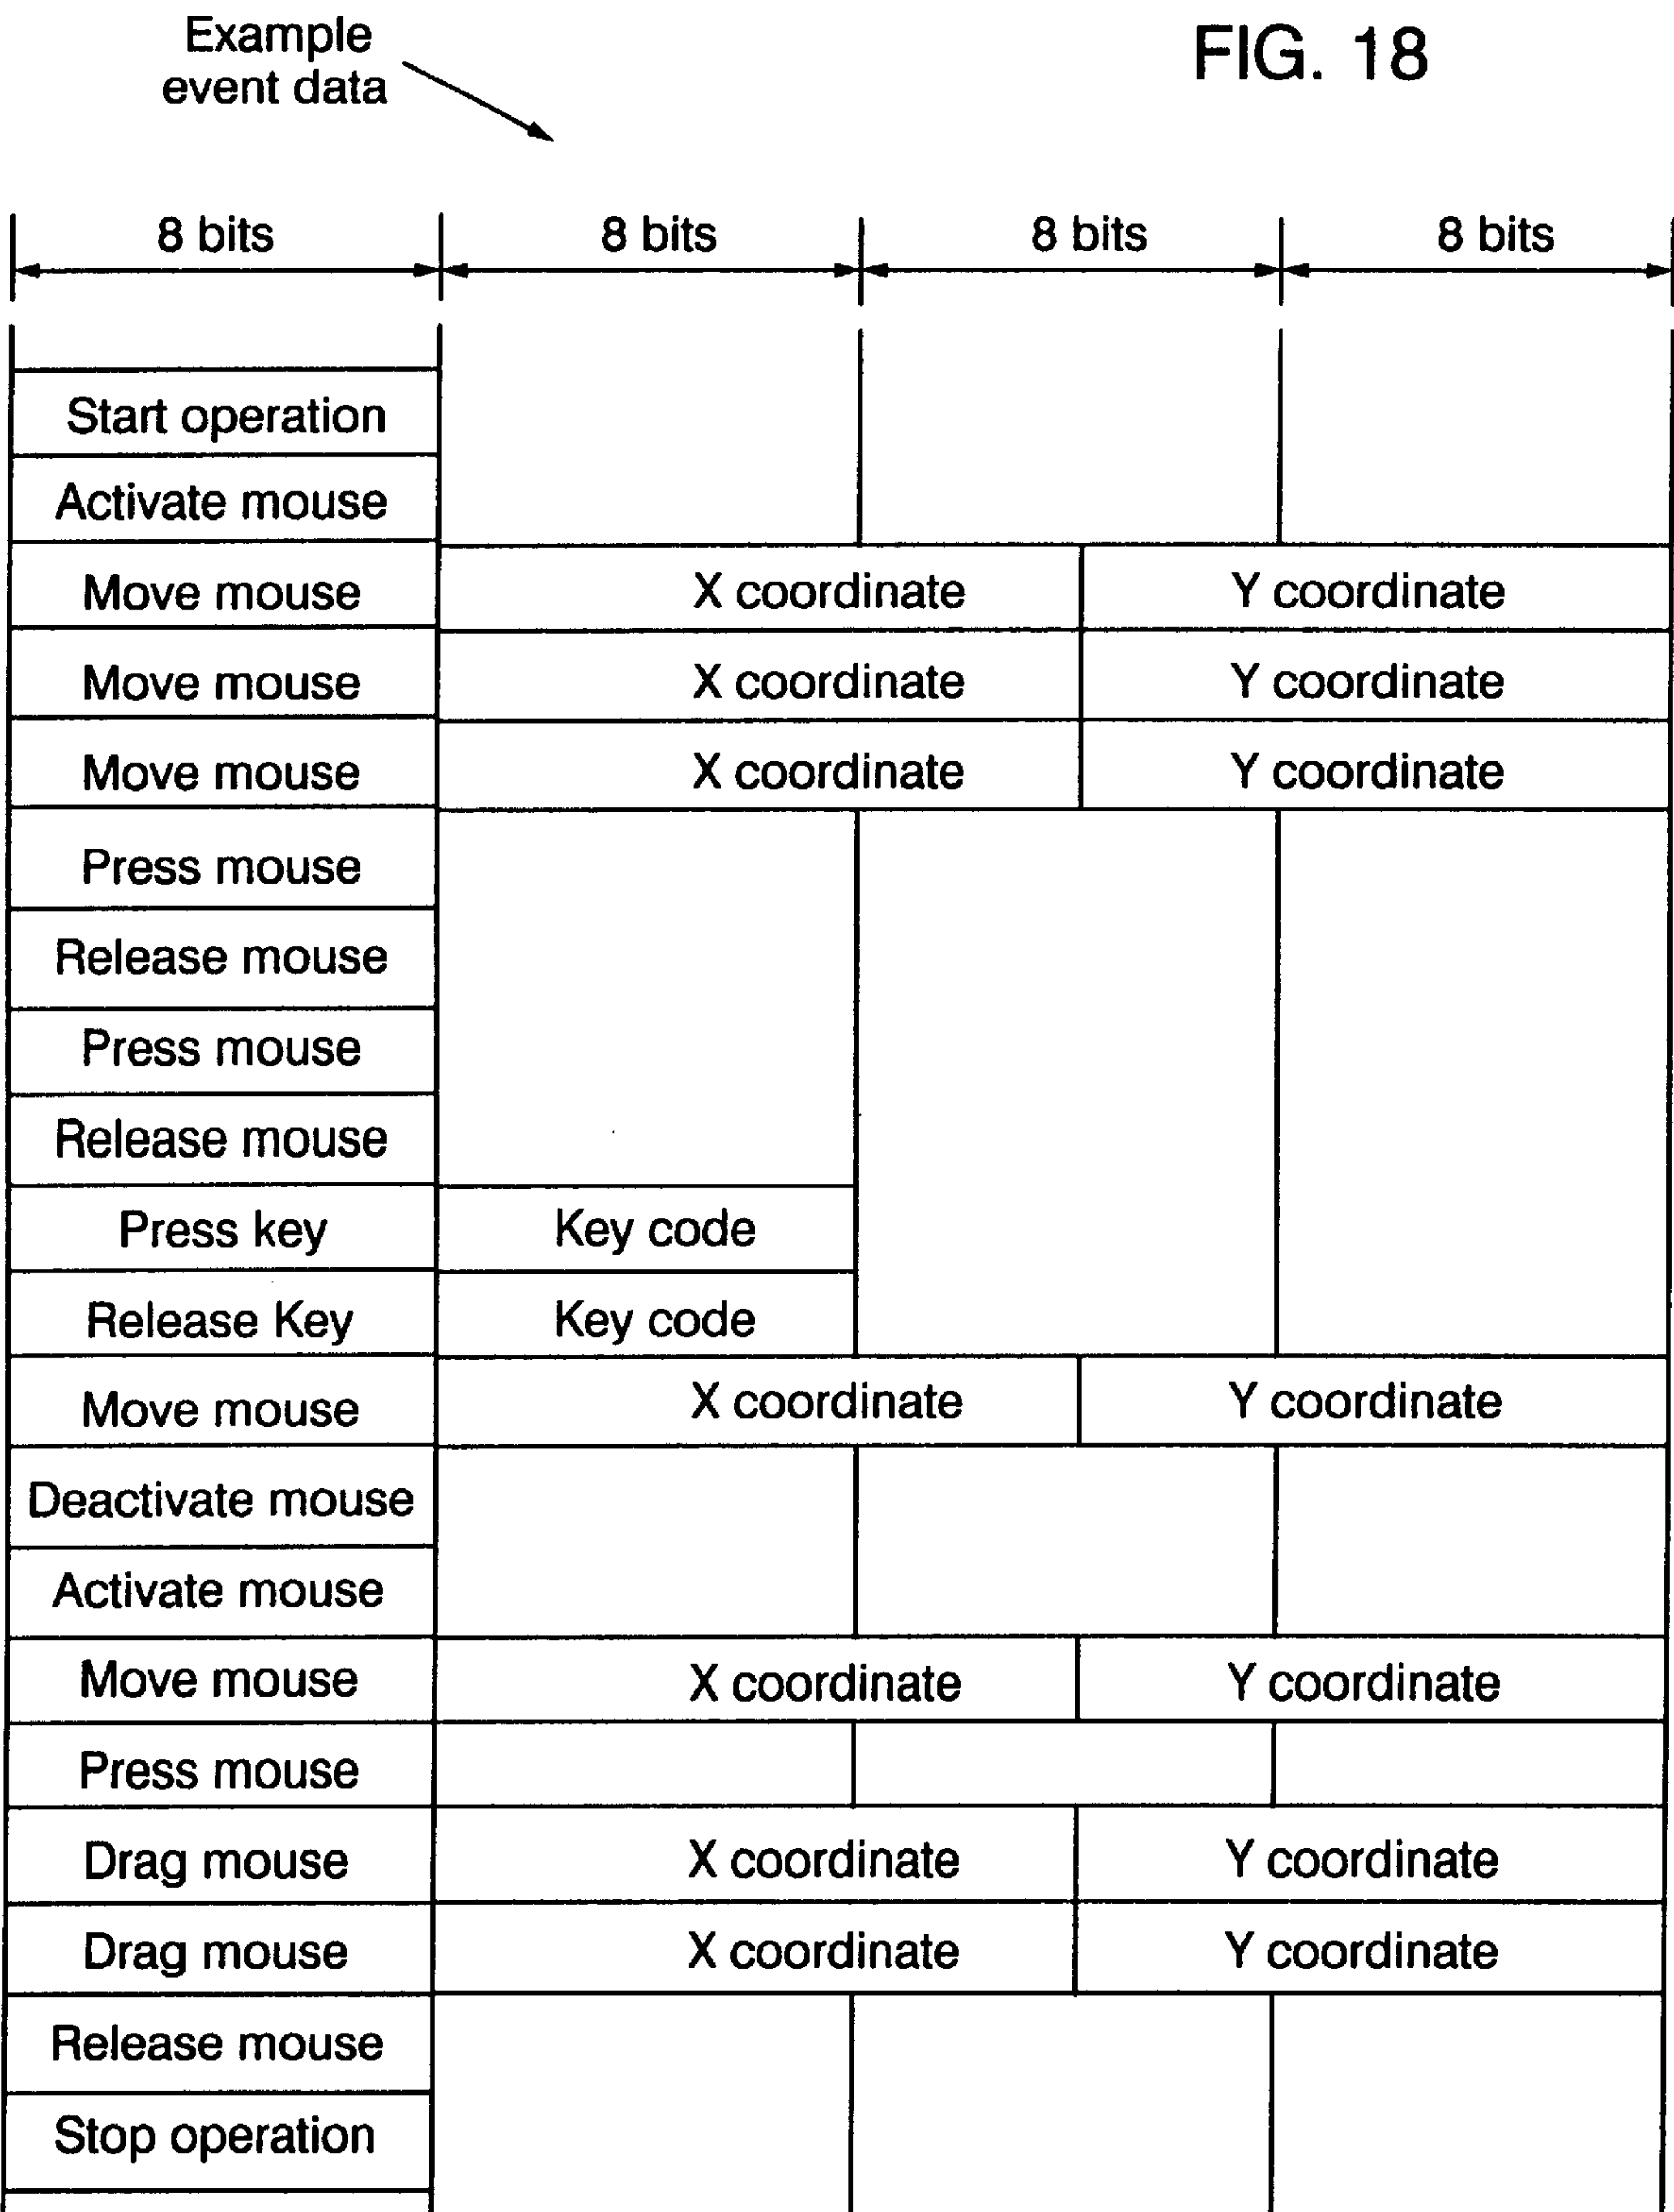 Example
event data
FIG. 18
8 bits 8 bits 8 bits 8 bits
Start operation
Activate mouse
Move mouse X coordinate Y coordinate
Move mouse X coordinate Y coordinate
Move mouse X coordinate Y coordinate
Press mouse
Release mouse
Press mouse
Release mouse
Press key Key code
Release Key Key code
Move mouse X coordinate Y coordinate
Deactivate mouse
Activate mouse
Move mouse X coordinate Y coordinate
Press mouse
Drag mouse X coordinate Y coordinate
Drag mouse X coordinate Y coordinate
Release mouse
Stop operation